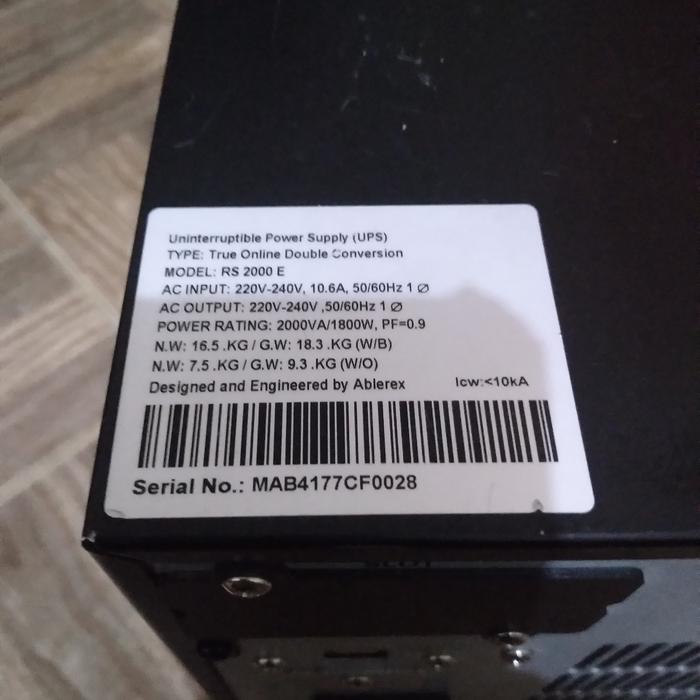 Uninterruptible Power Supply (UPS)
TYPE: True Online Double Conversion
MODEL: RS 2000 E
AC INPUT: 220V-240V, 10.6A, 50/60Hz 1 ∅
AC OUTPUT: 220V-240V ,50/60Hz 1 ∅
POWER RATING: 2000VA/1800W, PF=0.9
N.W: 16.5 .KG / G.W: 18.3 .KG (W/B)
N.W: 7.5 .KG / G.W: 9.3 .KG (W/O)
Designed and Engineered by Ablerex Icw:<10kA
Serial No.: MAB4177CF0028